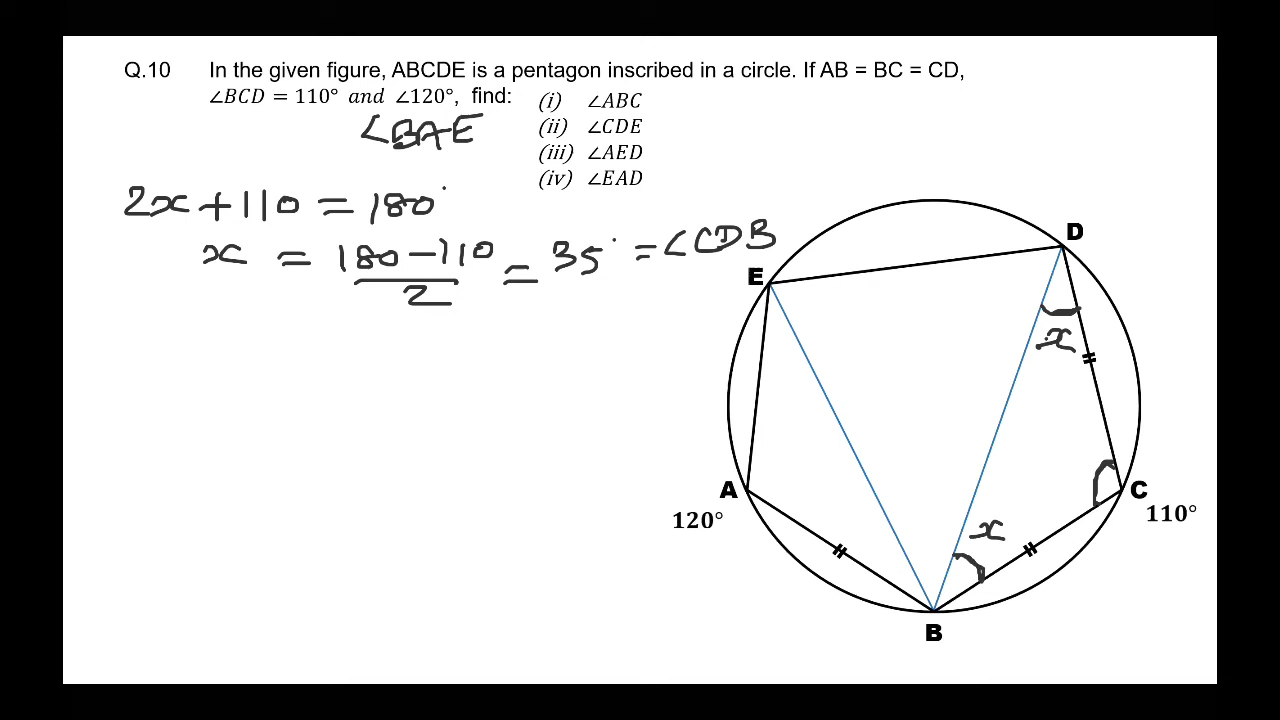 Q.10 In the given figure, ABCDE is a pentagon inscribed in a circle. If AB = BC = CD,
∠BCD = 110° and ∠120°, find: (i) ∠ABC
(ii) ∠CDE
∠BAE
(iii) ∠AED
(iv) ∠EAD
2x + 110 = 180°
x = 180 - 110 / 2 = 35° = ∠CDB
D
E
x
A
C
120°
110°
x
B